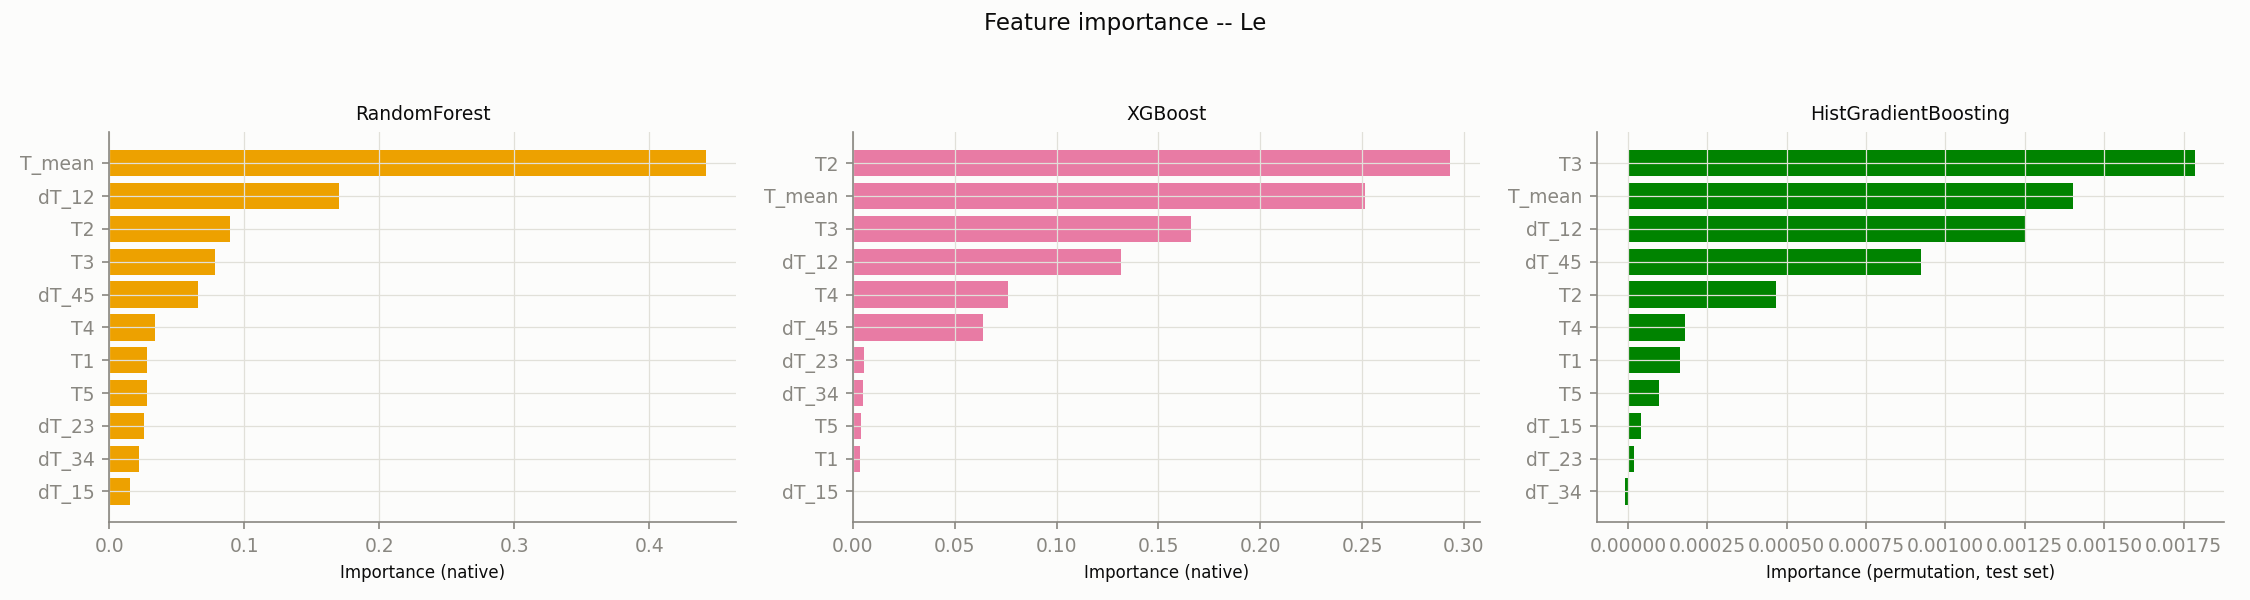 Feature importance -- Le
RandomForest
T_mean
dT_12
T2
T3
dT_45
T4
T1
T5
dT_23
dT_34
dT_15
0.0 0.1 0.2 0.3 0.4
Importance (native)
XGBoost
T2
T_mean
T3
dT_12
T4
dT_45
dT_23
dT_34
T5
T1
dT_15
0.00 0.05 0.10 0.15 0.20 0.25 0.30
Importance (native)
HistGradientBoosting
T3
T_mean
dT_12
dT_45
T2
T4
T1
T5
dT_15
dT_23
dT_34
0.00000 0.00025 0.00050 0.00075 0.00100 0.00125 0.00150 0.00175
Importance (permutation, test set)